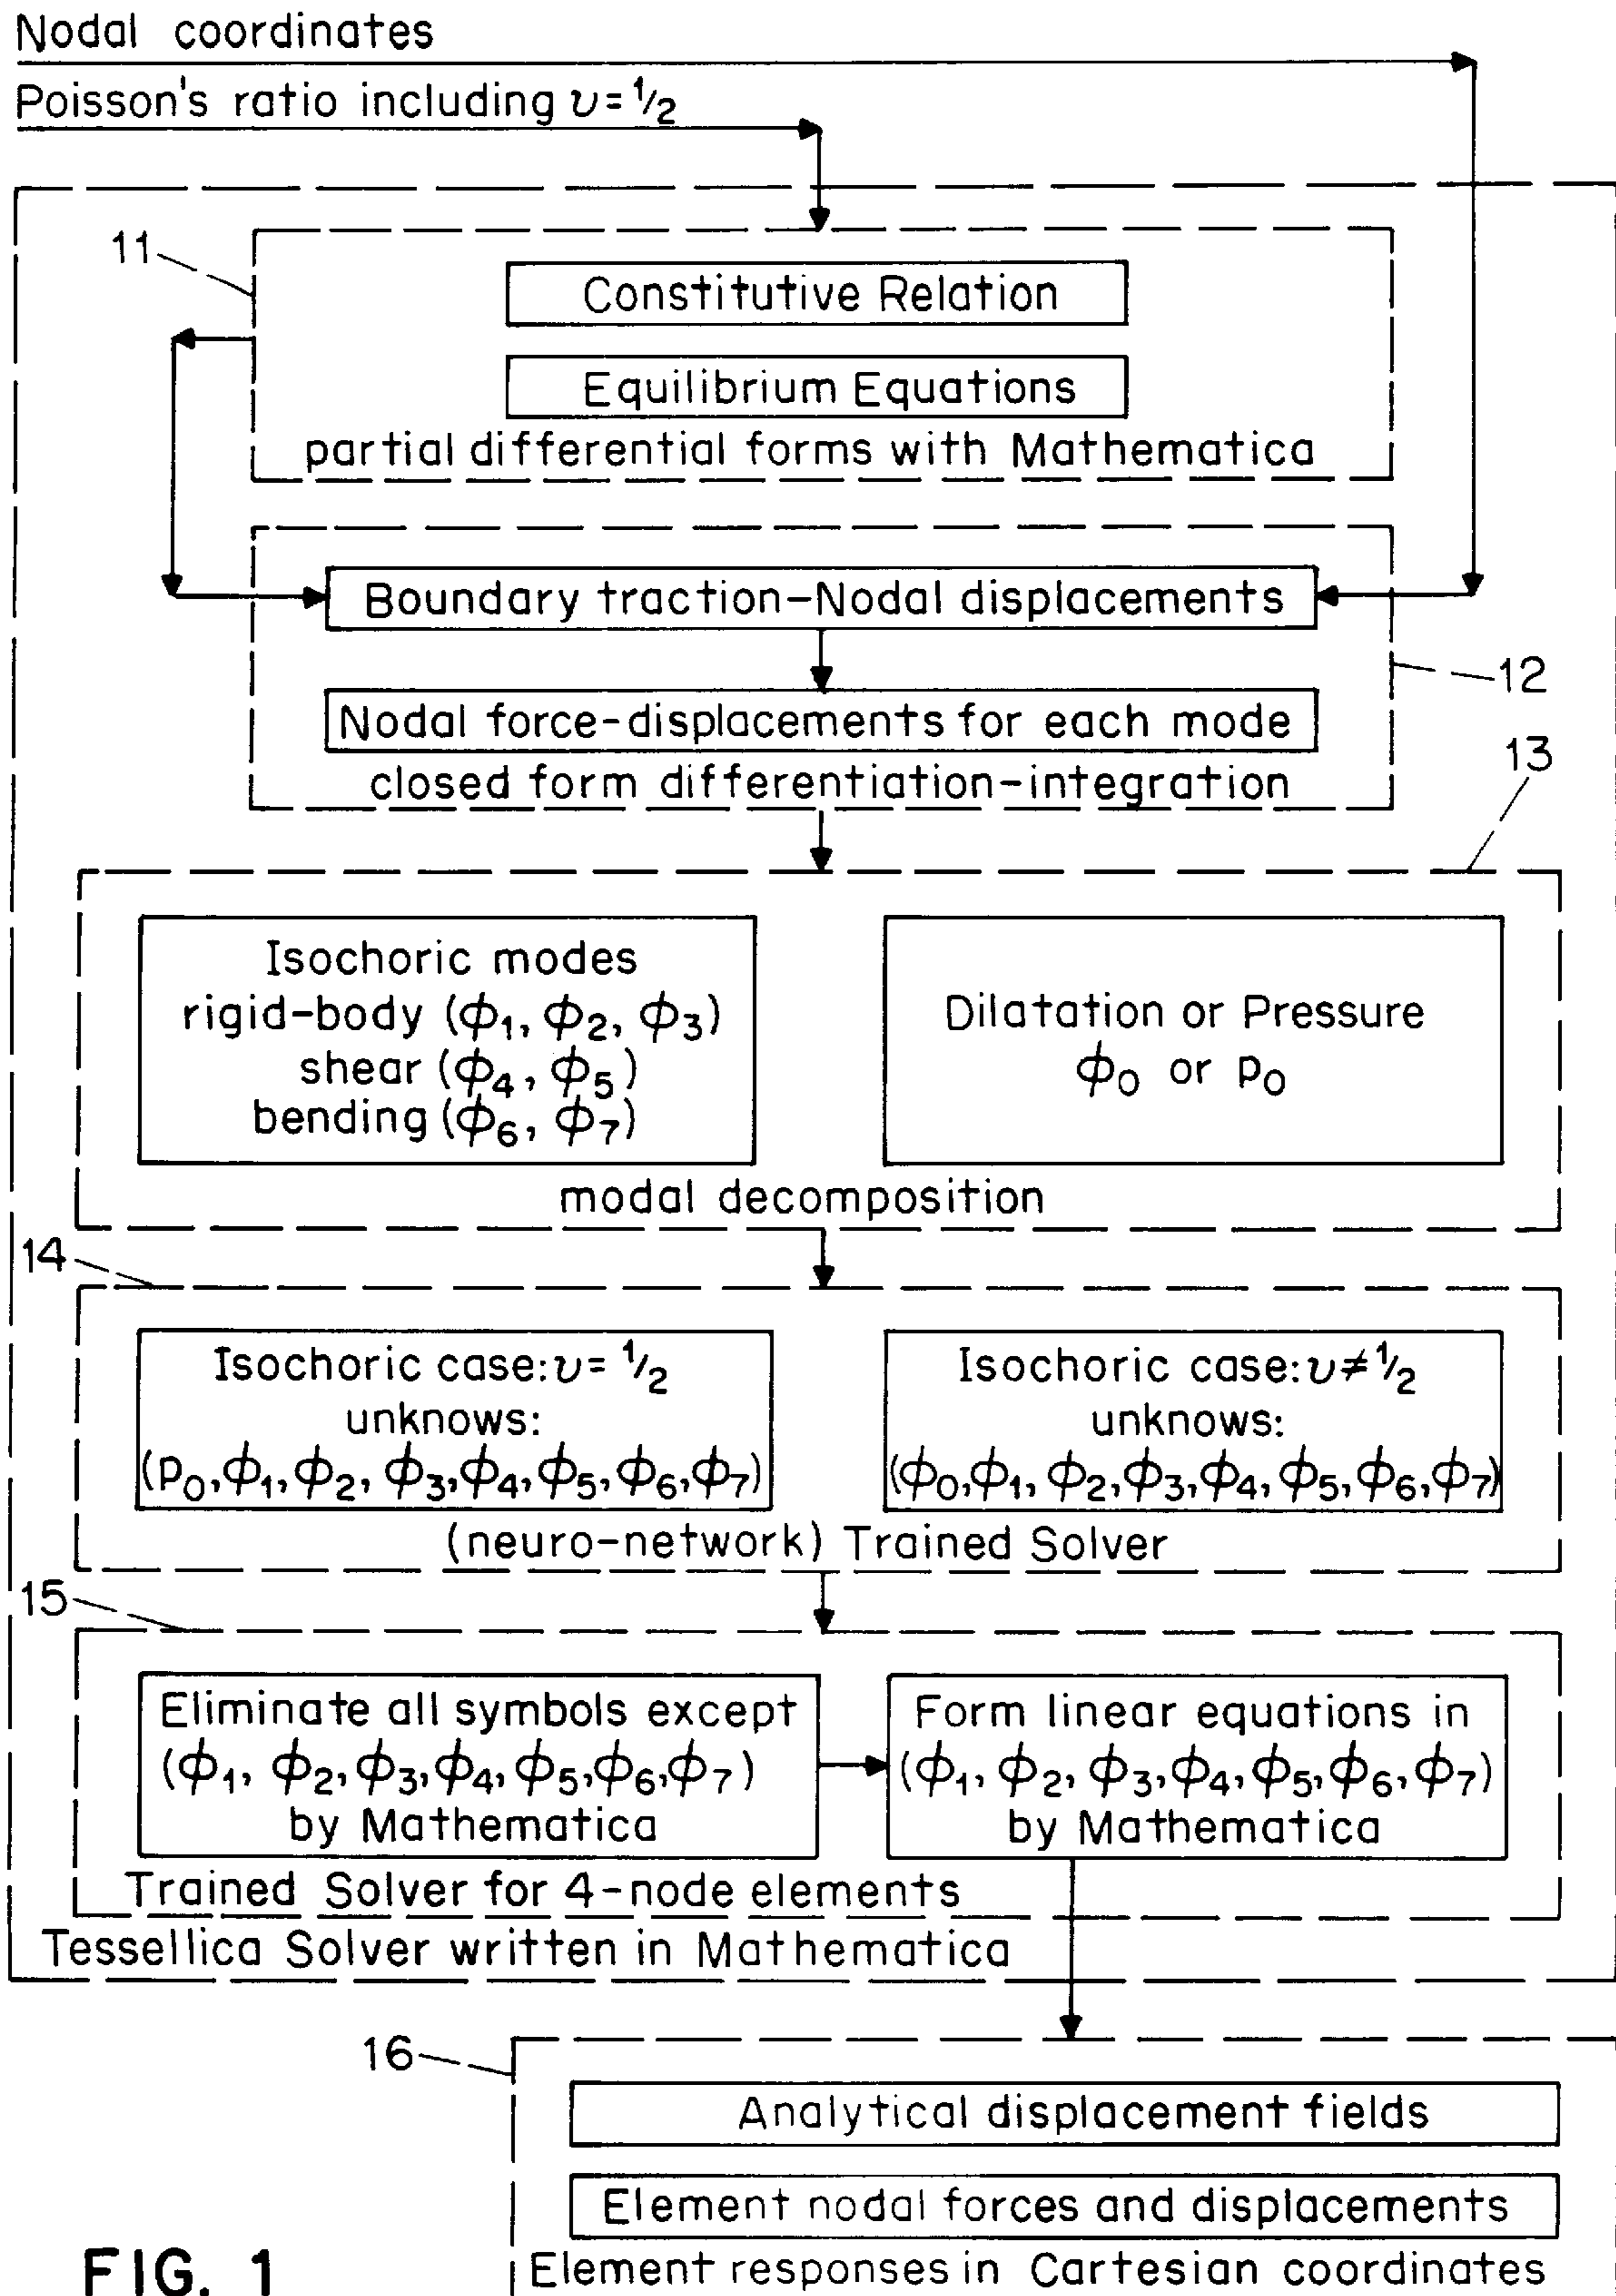 Nodal coordinates
Poisson's ratio including υ=1/2
11
Constitutive Relation
Equilibrium Equations
partial differential forms with Mathematica
Boundary traction-Nodal displacements
12
Nodal force-displacements for each mode
closed form differentiation-integration
13
Isochoric modes
rigid-body (ϕ1, ϕ2, ϕ3)
shear (ϕ4, ϕ5)
bending (ϕ6, ϕ7)
Dilatation or Pressure
ϕ0 or p0
modal decomposition
14
Isochoric case: υ= 1/2
unknows:
(p0,ϕ1,ϕ2, ϕ3,ϕ4,ϕ5,ϕ6,ϕ7)
Isochoric case: υ≠1/2
unknows:
(ϕ0,ϕ1, ϕ2,ϕ3,ϕ4, ϕ5,ϕ6,ϕ7)
(neuro-network) Trained Solver
15
Eliminate all symbols except
(ϕ1, ϕ2,ϕ3,ϕ4,ϕ5,ϕ6,ϕ7)
by Mathematica
Form linear equations in
(ϕ1, ϕ2, ϕ3,ϕ4,ϕ5,ϕ6,ϕ7)
by Mathematica
Trained Solver for 4-node elements
Tessellica Solver written in Mathematica
16
Analytical displacement fields
Element nodal forces and displacements
Element responses in Cartesian coordinates
FIG. 1